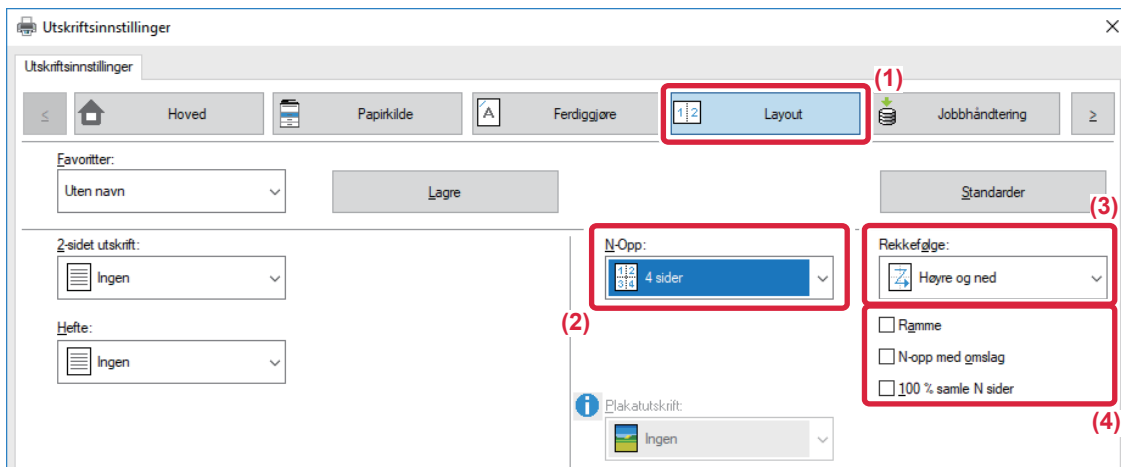 Utskriftsinnstillinger
Utskriftsinnstillinger
(1)
< Hoved Papirkilde Ferdiggjøre Layout Jobbhåndtering >
Favoritter:
Uten navn Lagre Standarder
(3)
2-sidet utskrift: N-Opp: Rekkefølge:
Ingen 4 sider Høyre og ned
(2)
Hefte: Ramme
Ingen N-opp med omslag
100 % samle N sider
(4)
Plakatutskrift:
Ingen